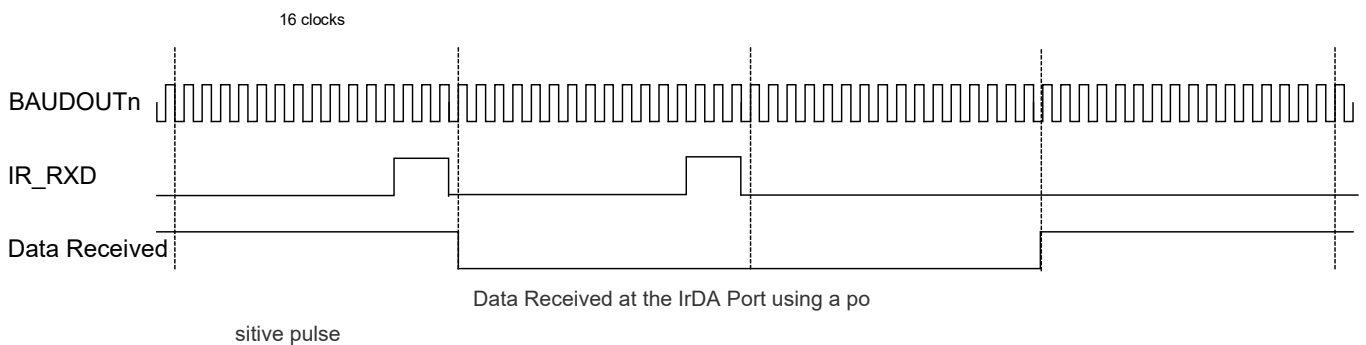 16 clocks
BAUDOUTn
IR_RXD
Data Received
Data Received at the IrDA Port using a po
sitive pulse